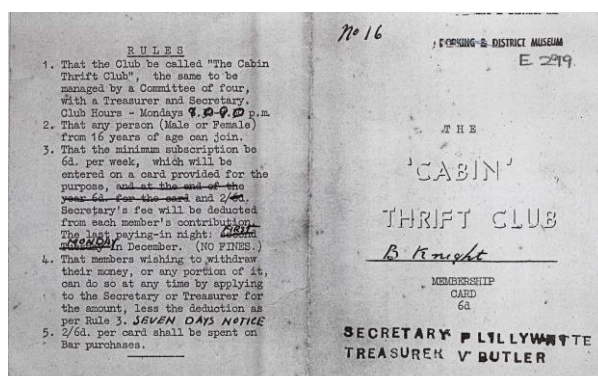 RULES
1. That the Club be called "The Cabin
Thrift Club", the same to be
managed by a Committee of four,
with a Treasurer and Secretary.
Club Hours - Mondays 8.0-9.0 p.m.
2. That any person (Male or Female)
from 16 years of age can join.
3. That the minimum subscription be
6d. per week, which will be
entered on a card provided for the
purpose, and at the end of the
year 6d. for the card and 2/6d.
Secretary's fee will be deducted
from each member's contribution.
The last paying-in night: FIRST
MONDAY in December. (NO FINES.)
4. That members wishing to withdraw
their money, or any portion of it,
can do so at any time by applying
to the Secretary or Treasurer for
the amount, less the deduction as
per Rule 3. SEVEN DAYS NOTICE
5. 2/6d. per card shall be spent on
Bar purchases.
No 16
DORKING & DISTRICT MUSEUM
E 299
THE
'CABIN'
THRIFT CLUB
B Knight
MEMBERSHIP
CARD
6d
SECRETARY P LILLYWHITE
TREASURER V BUTLER